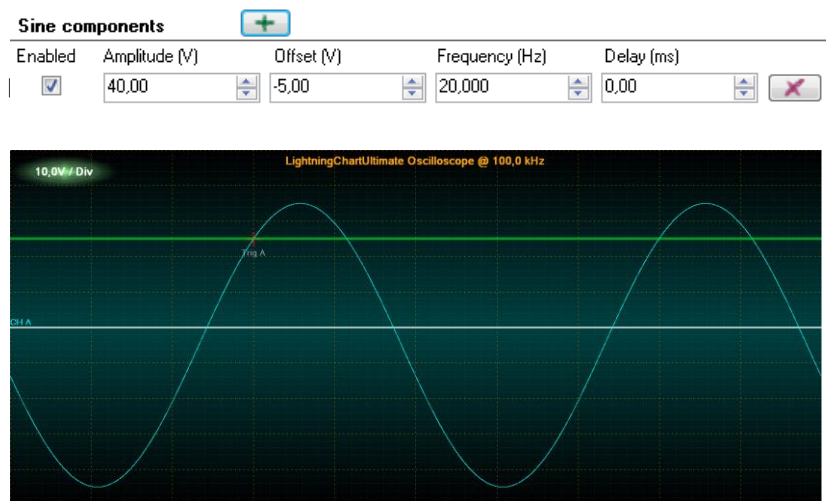 Sine components
Enabled Amplitude (V) Offset (V) Frequency (Hz) Delay (ms)
40,00 -5,00 20,000 0,00
LightningChartUltimate Oscilloscope @ 100,0 kHz
10,0V / Div
Trig A
CH A